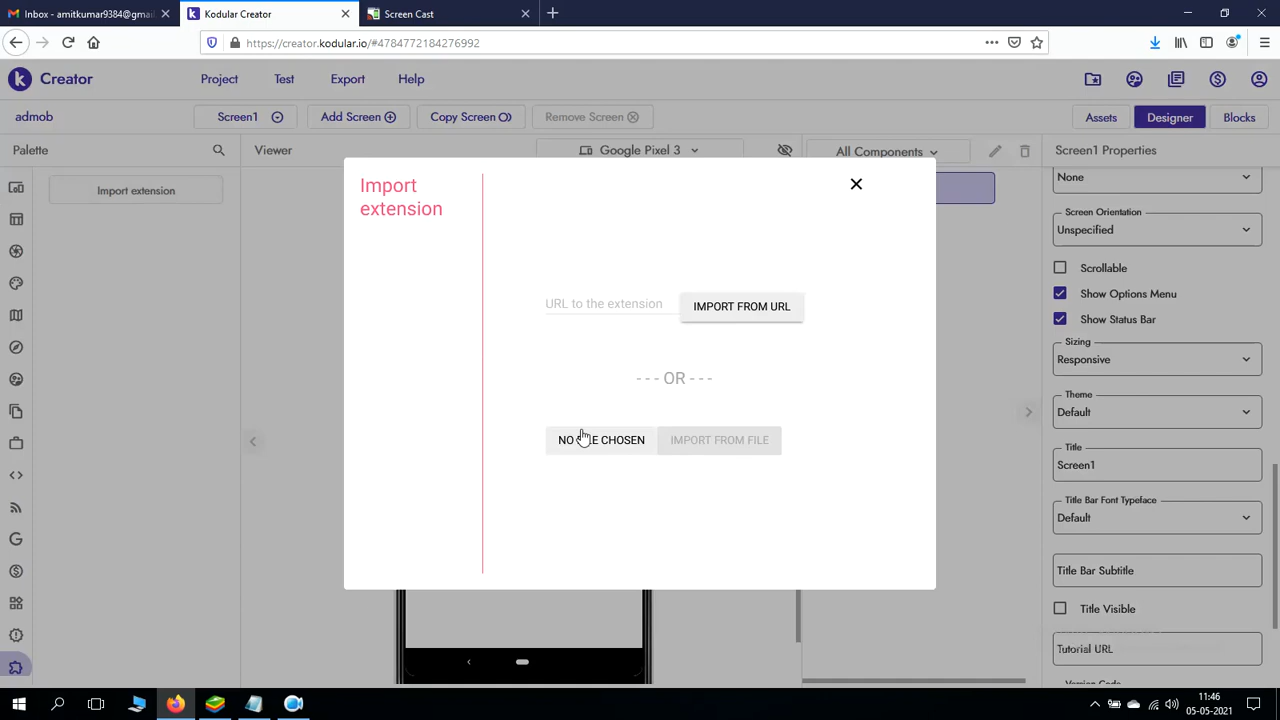 Inbox - amitkumar9384@gmai
Kodular Creator
Screen Cast
https://creator.kodular.io/#4784772184276992
Creator
Project
Test
Export
Help
admob
Screen1
Add Screen
Copy Screen
Remove Screen
Assets
Designer
Blocks
Palette
Viewer
Google Pixel 3
All Components
Screen1 Properties
Import extension
Import
extension
URL to the extension
IMPORT FROM URL
- - - OR - - -
NO FILE CHOSEN
IMPORT FROM FILE
None
Screen Orientation
Unspecified
Scrollable
Show Options Menu
Show Status Bar
Sizing
Responsive
Theme
Default
Title
Screen1
Title Bar Font Typeface
Default
Title Bar Subtitle
Title Visible
Tutorial URL
Version Code
11:46
05-05-2021